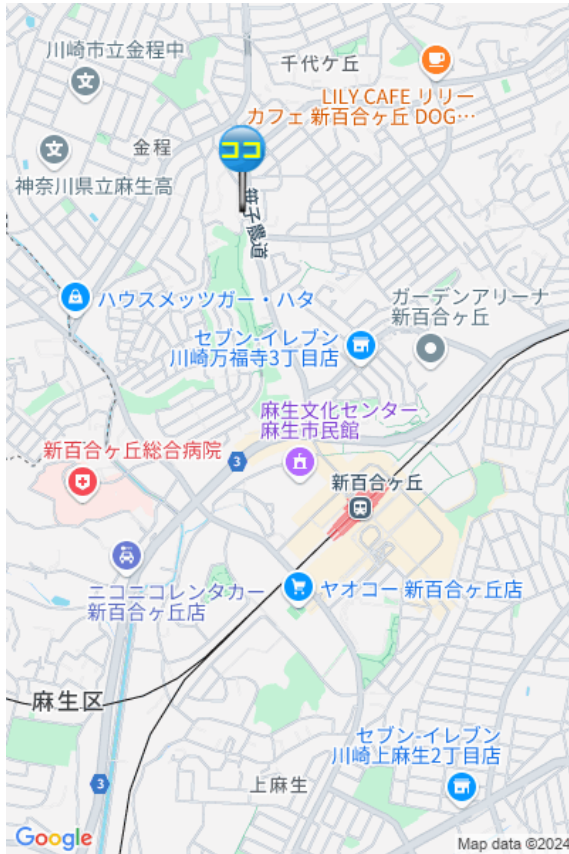 川崎市立金程中
千代ケ丘
LILY CAFE リリー
カフェ 新百合ヶ丘 DOG…
金程
ココ
神奈川県立麻生高
笹子農道
ハウスメッツガー・ハタ
ガーデンアリーナ
新百合ヶ丘
セブン-イレブン
川崎万福寺3丁目店
麻生文化センター
麻生市民館
新百合ヶ丘総合病院
3
新百合ヶ丘
ニコニコレンタカー
新百合ヶ丘店
ヤオコー 新百合ヶ丘店
麻生区
セブン-イレブン
川崎上麻生2丁目店
3
上麻生
Google
Map data ©2024